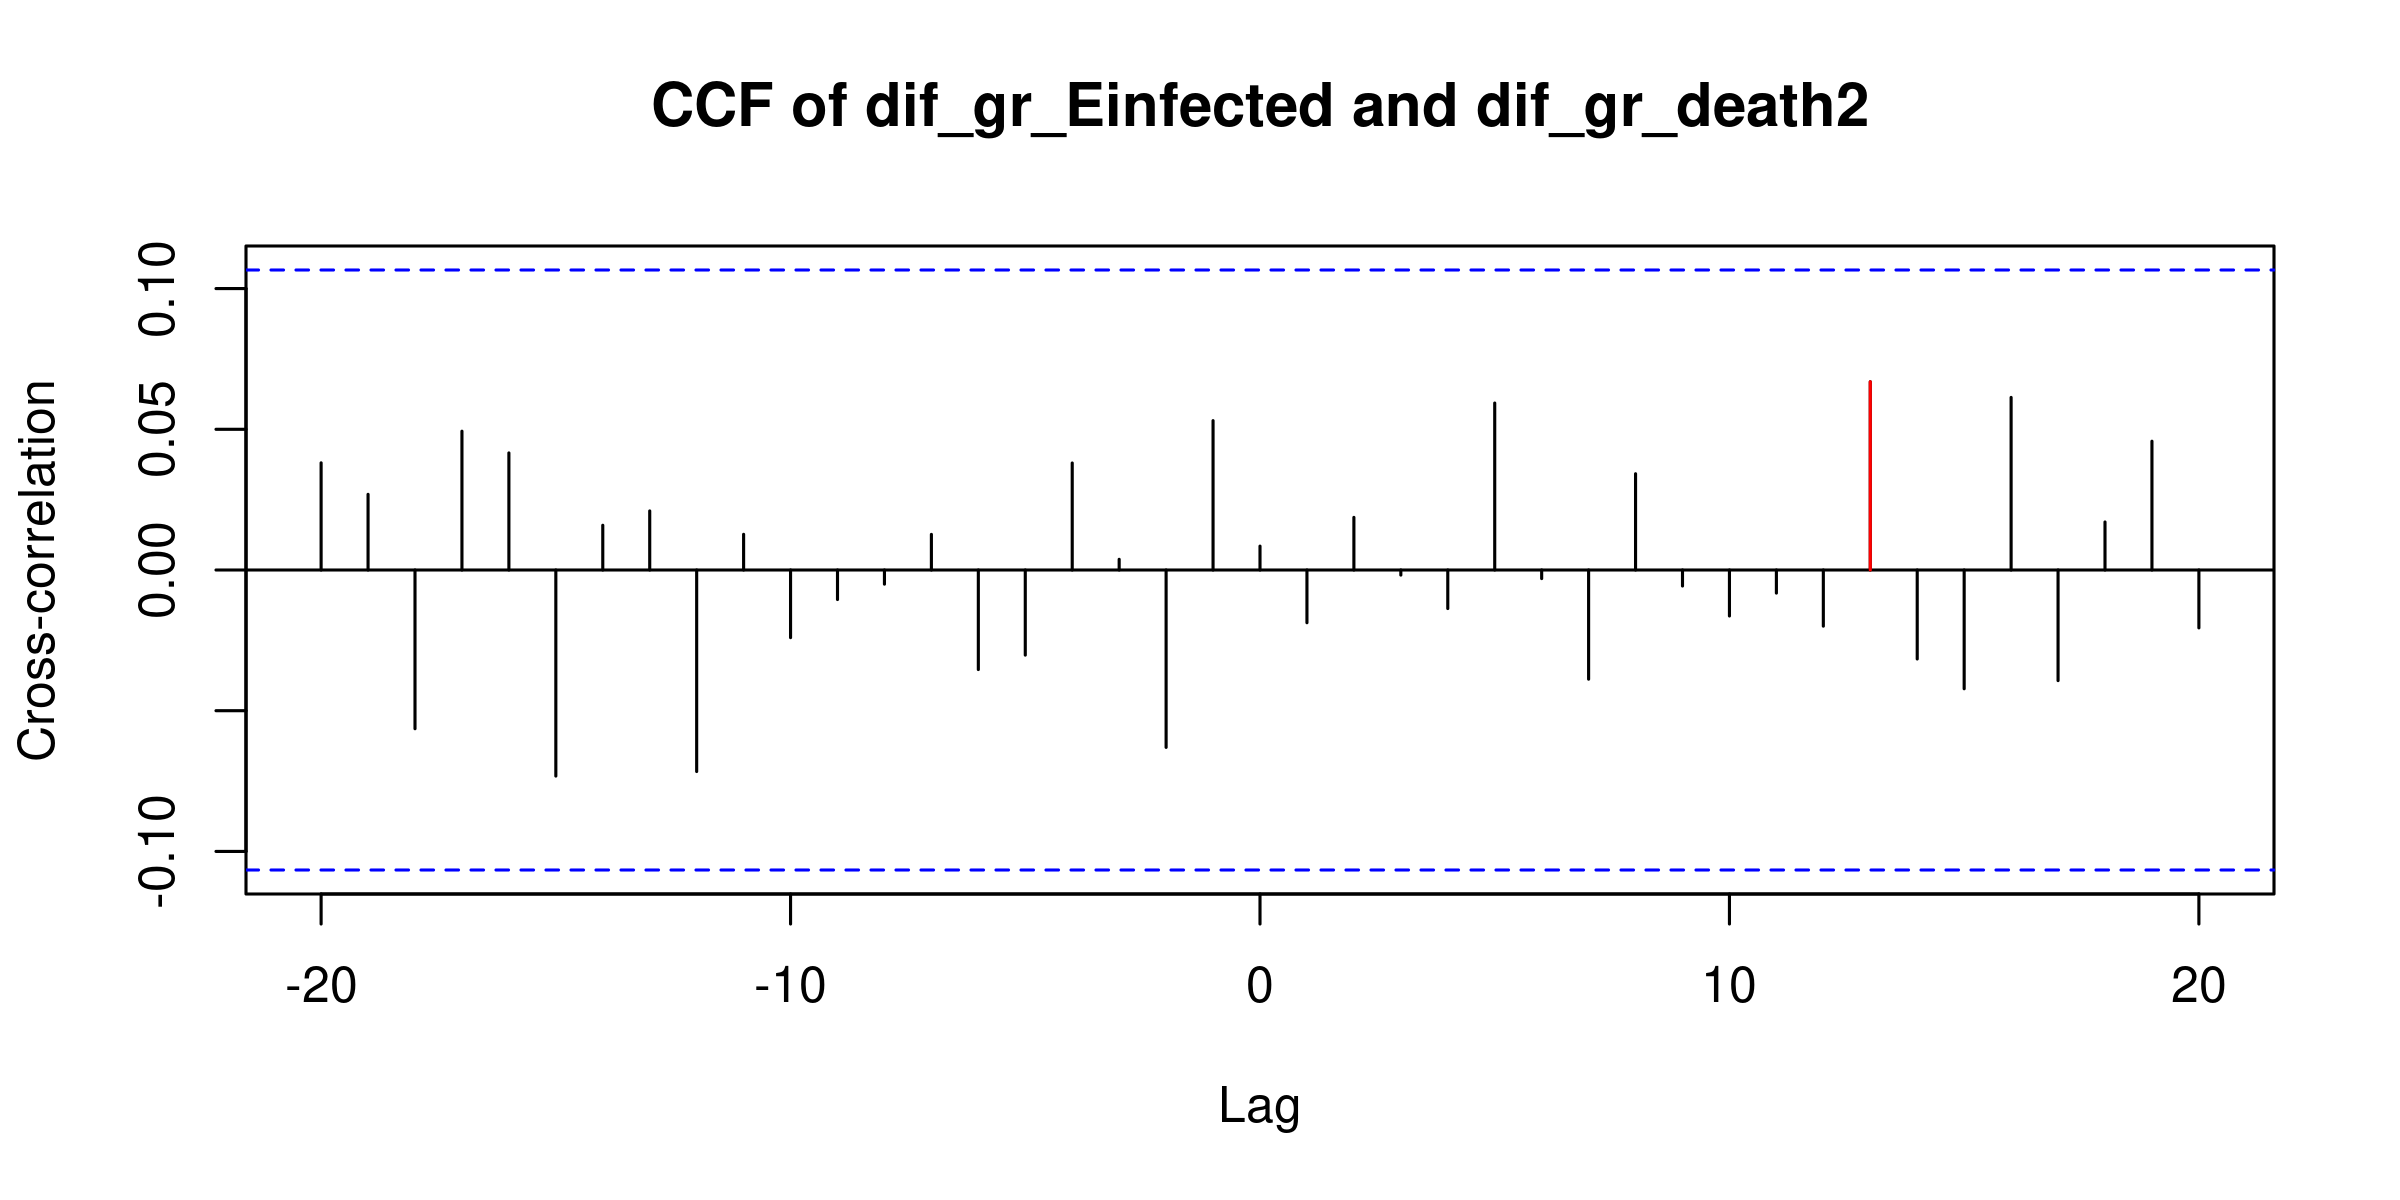 CCF of dif_gr_Einfected and dif_gr_death2
Cross-correlation
0.10
0.05
0.00
-0.10
-20 -10 0 10 20
Lag